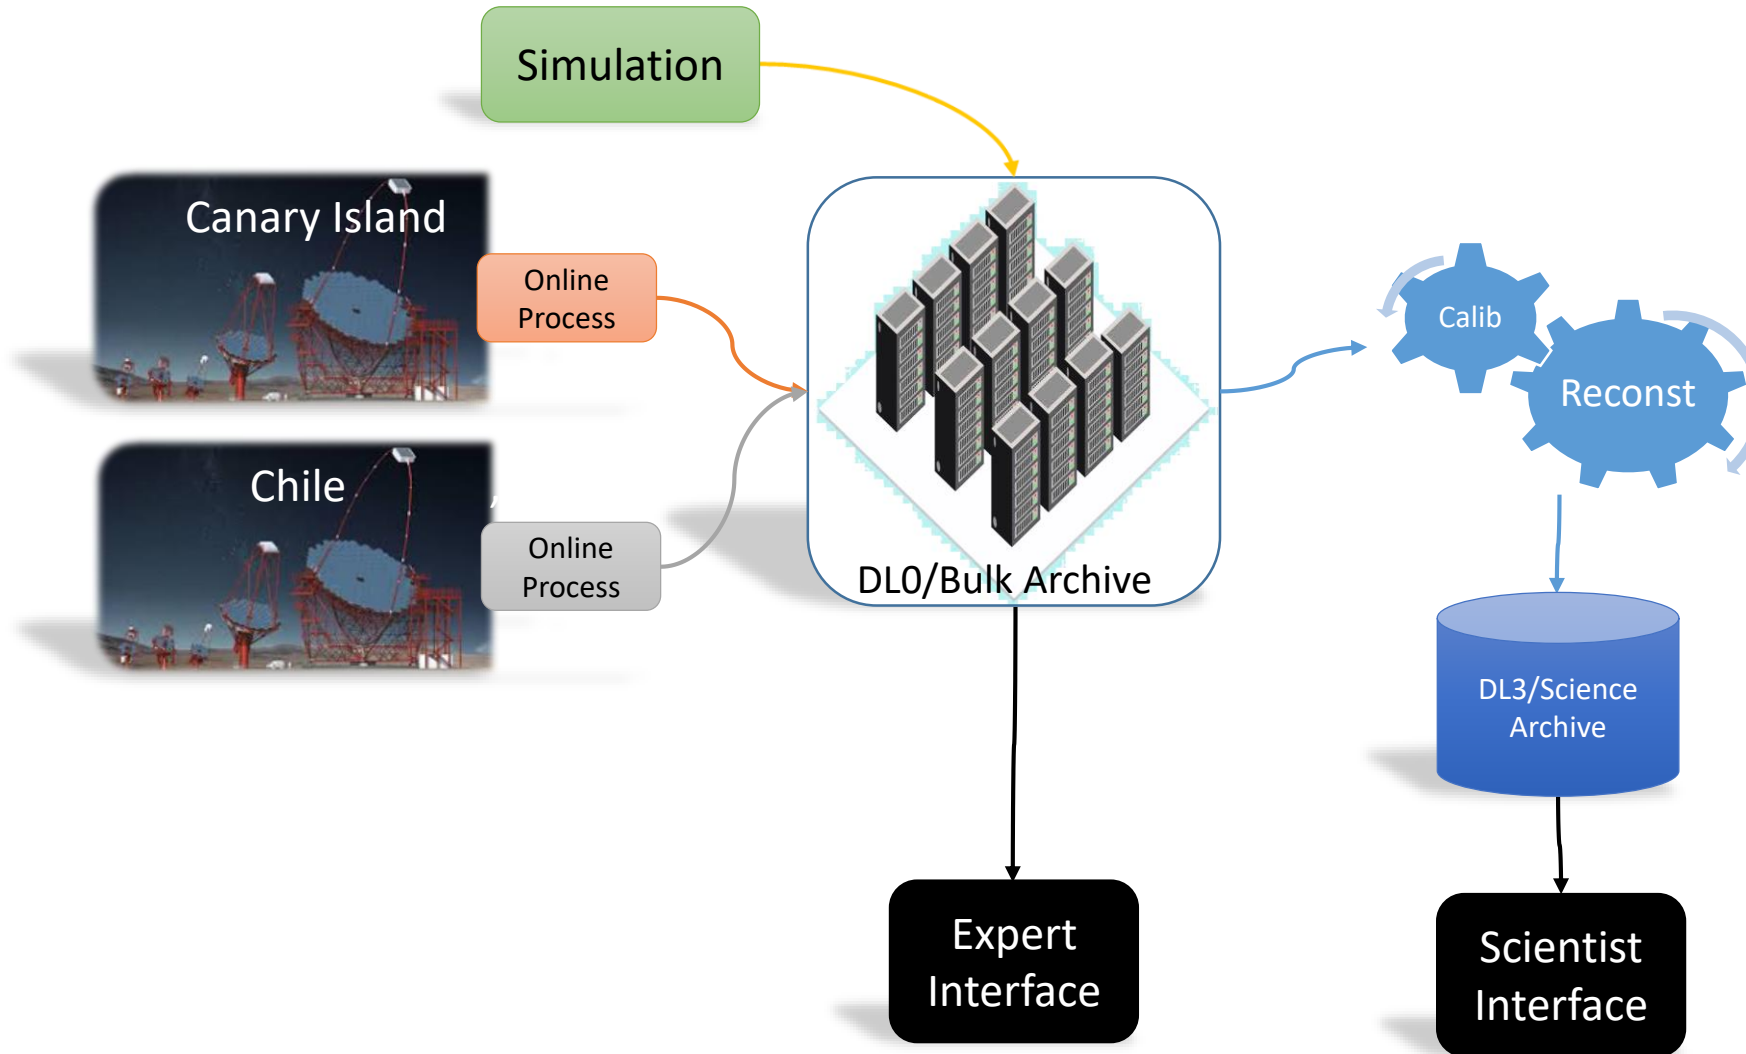 Simulation
Canary Island
Online
Process
Chile
,
Online
Process
DL0/Bulk Archive
Calib
Reconst
DL3/Science
Archive
Expert
Interface
Scientist
Interface